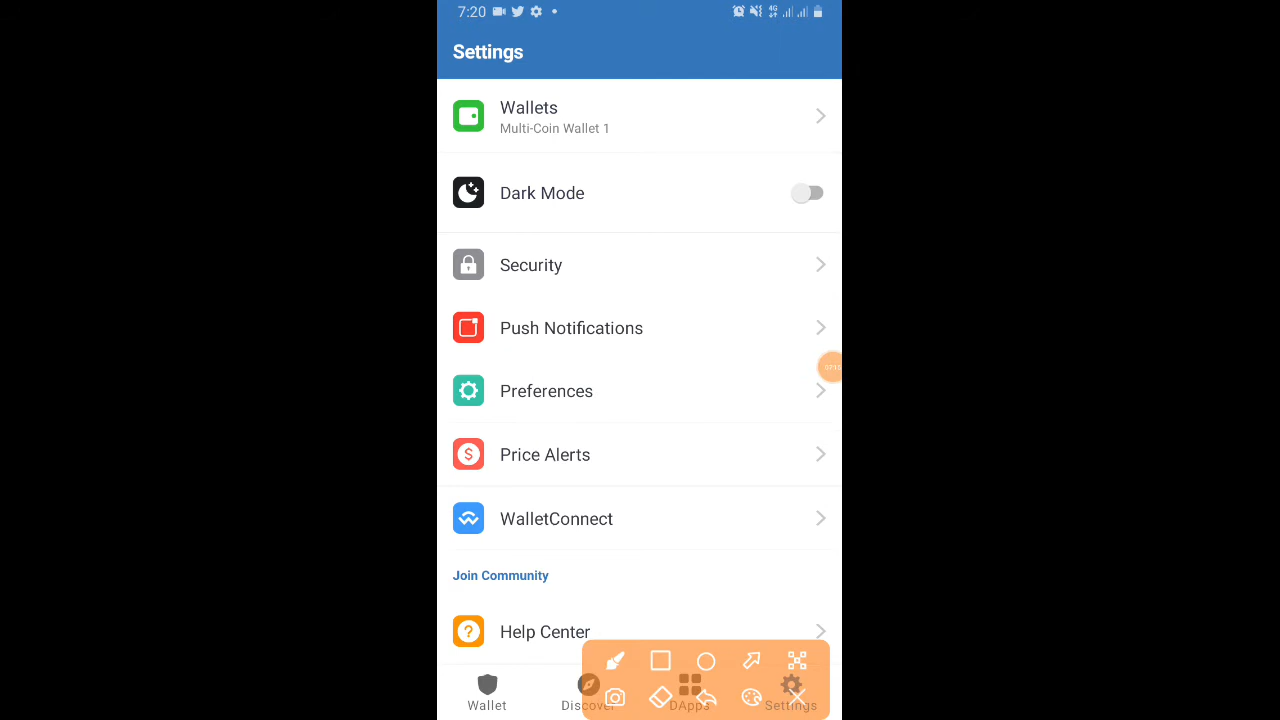 7:20
4G
Settings
Wallets
Multi-Coin Wallet 1
Dark Mode
Security
Push Notifications
Preferences
Price Alerts
WalletConnect
Join Community
Help Center
Wallet
Discover
DApps
Settings